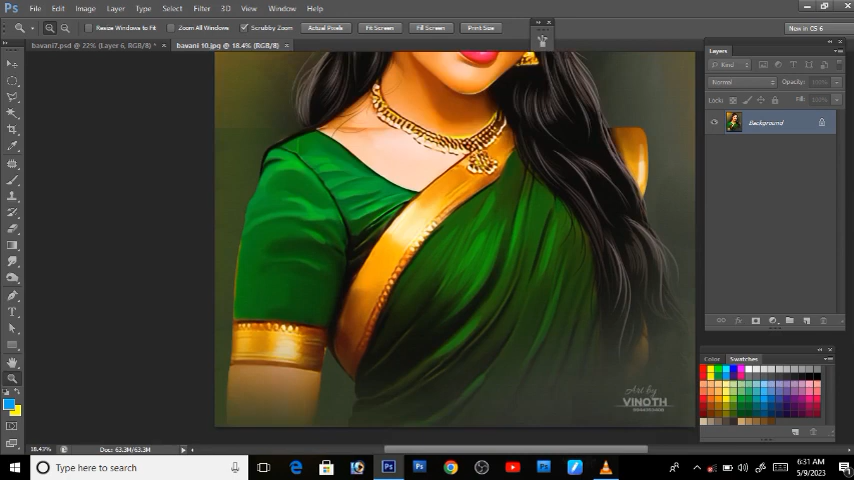 Ps File Edit Image Layer Type Select Filter 3D View Window Help
Resize Windows to Fit Zoom All Windows Scrubby Zoom Actual Pixels Fit Screen Fill Screen Print Size New in CS 6
bavani7.psd @ 22% (Layer 6, RGB/8) * × bavani 10.jpg @ 18.4% (RGB/8) ×
Layers
Kind
Normal Opacity: 100%
Lock: Fill: 100%
Background
Color Swatches
Art by
VINOTH
18.43% Doc: 63.3M/63.3M
Type here to search
6:31 AM
5/9/2023